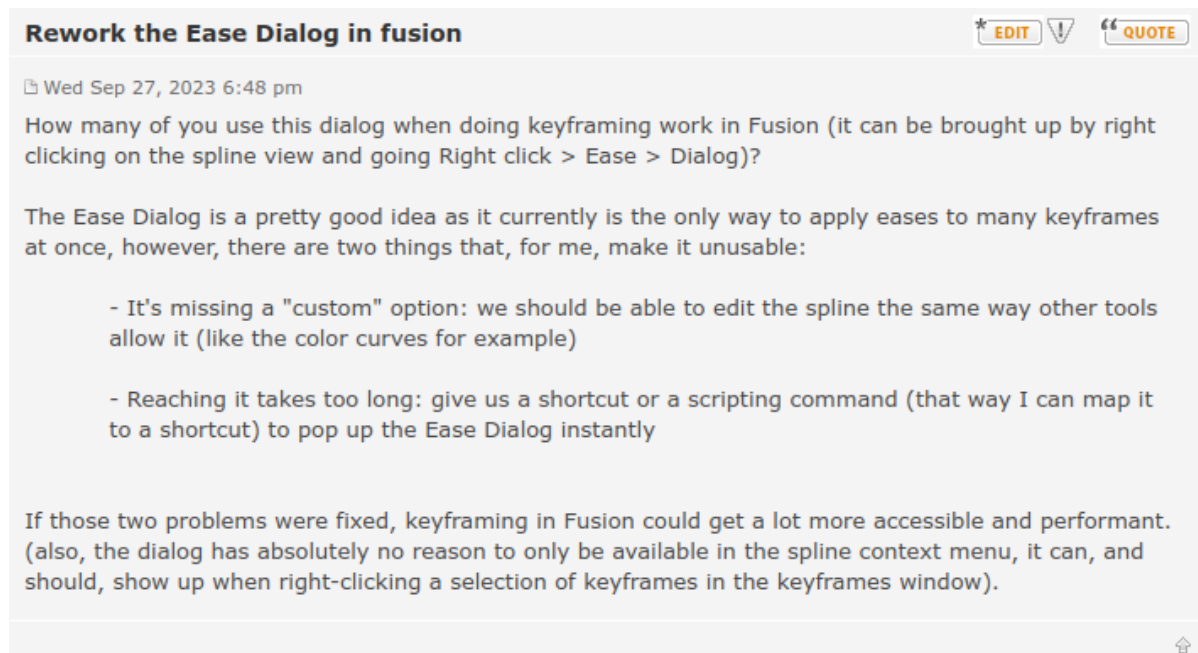 Rework the Ease Dialog in fusion
* EDIT
! 
“ QUOTE
Wed Sep 27, 2023 6:48 pm
How many of you use this dialog when doing keyframing work in Fusion (it can be brought up by right
clicking on the spline view and going Right click > Ease > Dialog)?
The Ease Dialog is a pretty good idea as it currently is the only way to apply eases to many keyframes
at once, however, there are two things that, for me, make it unusable:
- It's missing a "custom" option: we should be able to edit the spline the same way other tools
allow it (like the color curves for example)
- Reaching it takes too long: give us a shortcut or a scripting command (that way I can map it
to a shortcut) to pop up the Ease Dialog instantly
If those two problems were fixed, keyframing in Fusion could get a lot more accessible and performant.
(also, the dialog has absolutely no reason to only be available in the spline context menu, it can, and
should, show up when right-clicking a selection of keyframes in the keyframes window).